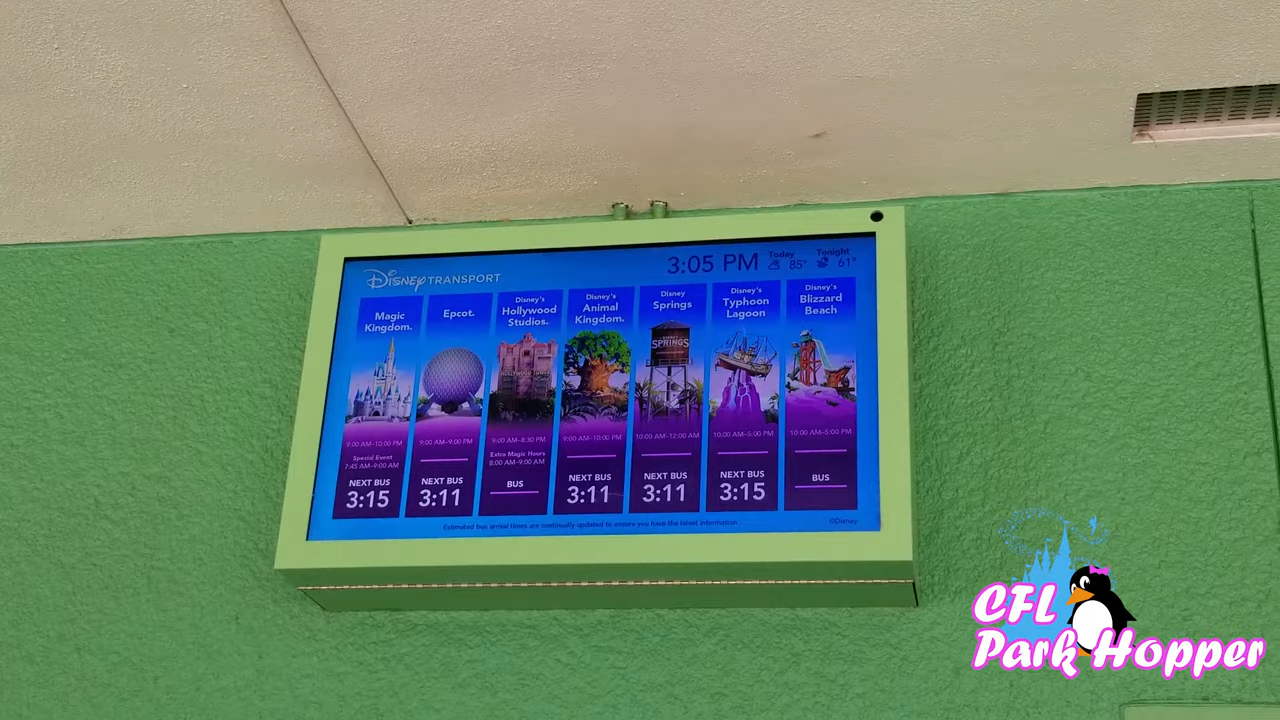 Disney TRANSPORT
3:05 PM
Today
85°
Tonight
61°
Magic
Kingdom.
9:00 AM-10:00 PM
Special Event
7:45 AM-9:00 AM
NEXT BUS
3:15
Epcot.
9:00 AM-9:00 PM
NEXT BUS
3:11
Disney's
Hollywood
Studios.
HOLLYWOOD TOWER
9:00 AM-8:30 PM
Extra Magic Hours
8:00 AM-9:00 AM
BUS
Disney's
Animal
Kingdom.
9:00 AM-10:00 PM
NEXT BUS
3:11
Disney
Springs
DISNEY
SPRINGS
10:00 AM-12:00 AM
NEXT BUS
3:11
Disney's
Typhoon
Lagoon
10:00 AM-5:00 PM
NEXT BUS
3:15
Disney's
Blizzard
Beach
10:00 AM-5:00 PM
BUS
Estimated bus arrival times are continually updated to ensure you have the latest information.
©Disney
CFL
Park Hopper